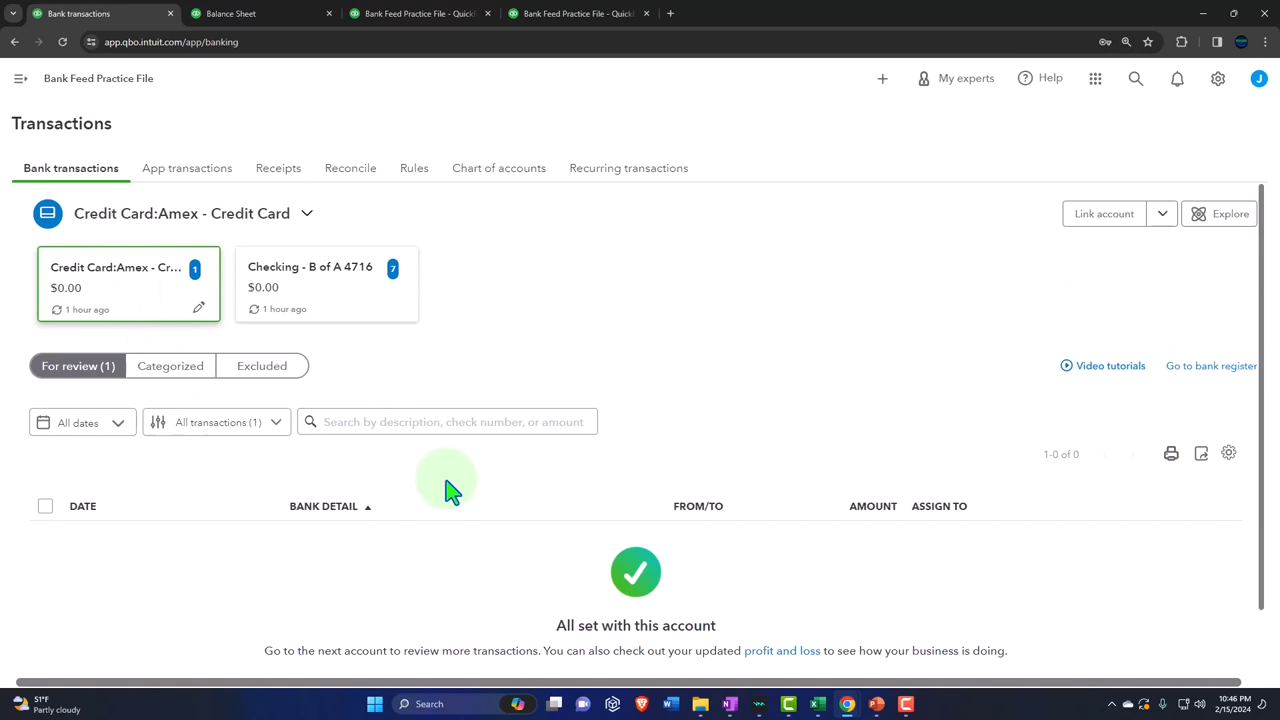 Bank transactions
Balance Sheet
Bank Feed Practice File - Quick
Bank Feed Practice File - Quick
app.qbo.intuit.com/app/banking
Bank Feed Practice File
My experts
Help
J
Transactions
Bank transactions
App transactions
Receipts
Reconcile
Rules
Chart of accounts
Recurring transactions
Credit Card:Amex - Credit Card
Link account
Explore
Credit Card:Amex - Cr...
1
$0.00
1 hour ago
Checking - B of A 4716
7
$0.00
1 hour ago
For review (1)
Categorized
Excluded
Video tutorials
Go to bank register
All dates
All transactions (1)
Search by description, check number, or amount
1-0 of 0
DATE
BANK DETAIL
FROM/TO
AMOUNT
ASSIGN TO
All set with this account
Go to the next account to review more transactions. You can also check out your updated profit and loss to see how your business is doing.
51°F
Partly cloudy
Search
10:46 PM
2/15/2024